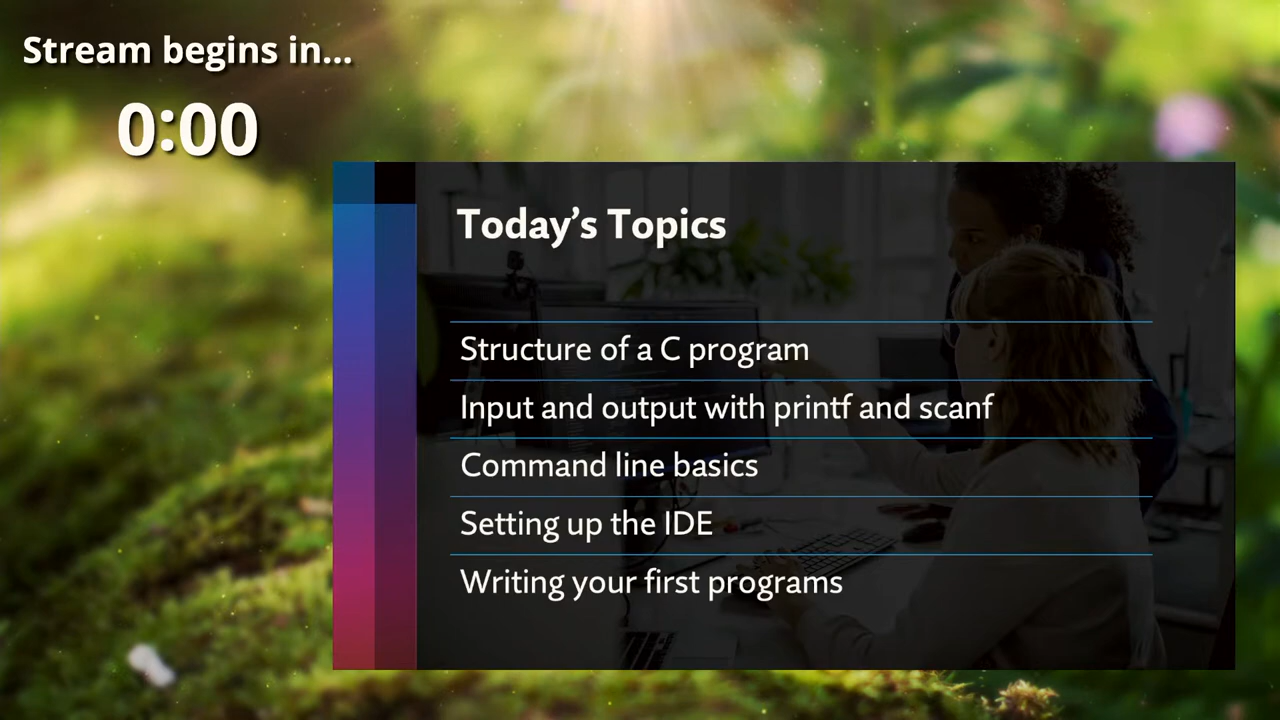 Stream begins in...
0:00
Today’s Topics
Structure of a C program
Input and output with printf and scanf
Command line basics
Setting up the IDE
Writing your first programs